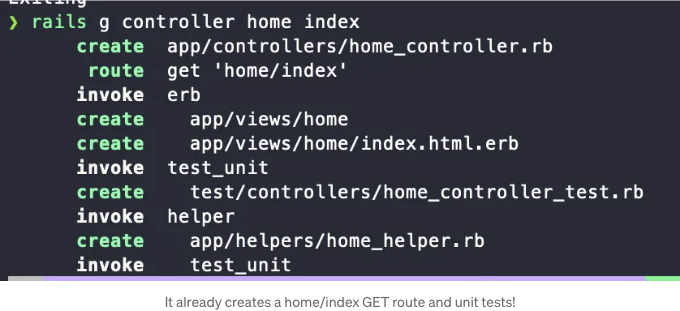 Exiting
❯ rails g controller home index
create app/controllers/home_controller.rb
route get 'home/index'
invoke erb
create app/views/home
create app/views/home/index.html.erb
invoke test_unit
create test/controllers/home_controller_test.rb
invoke helper
create app/helpers/home_helper.rb
invoke test_unit
It already creates a home/index GET route and unit tests!